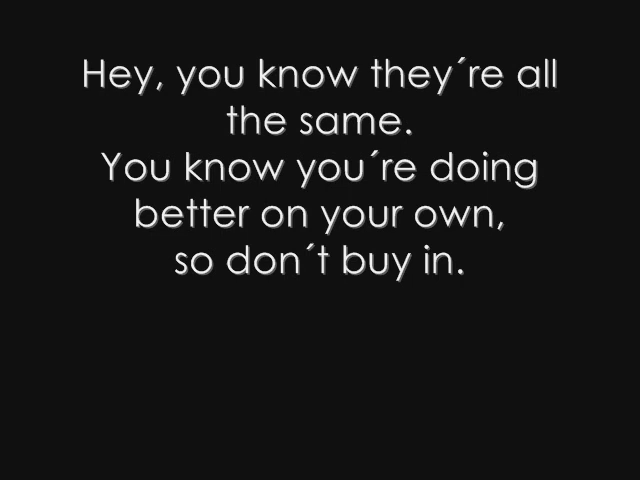 Hey, you know they´re all
the same.
You know you´re doing
better on your own,
so don´t buy in.